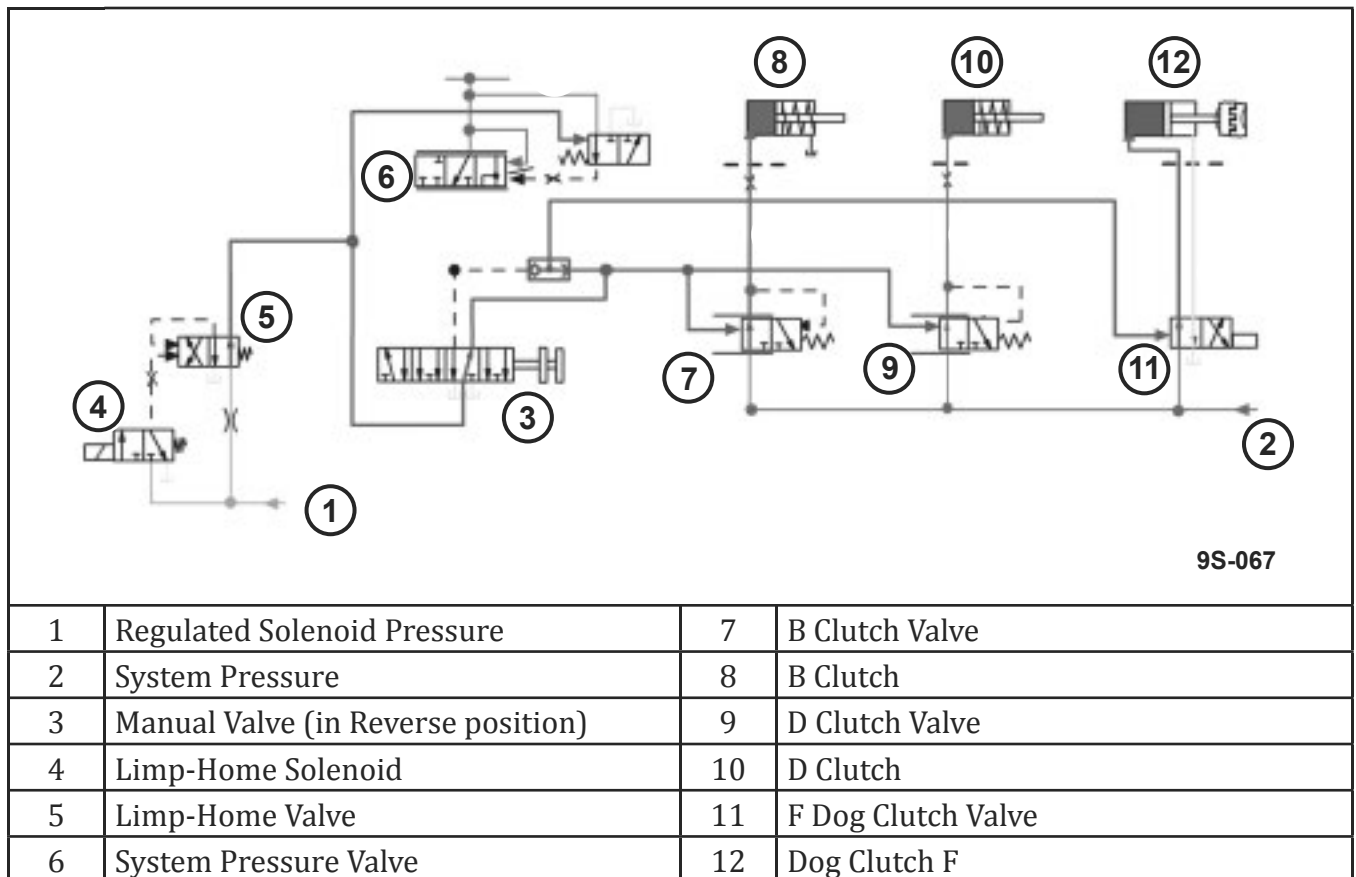 8 10 12
6
5
7 9 11
4 3
2
1
9S-067
1 Regulated Solenoid Pressure 7 B Clutch Valve
2 System Pressure 8 B Clutch
3 Manual Valve (in Reverse position) 9 D Clutch Valve
4 Limp-Home Solenoid 10 D Clutch
5 Limp-Home Valve 11 F Dog Clutch Valve
6 System Pressure Valve 12 Dog Clutch F